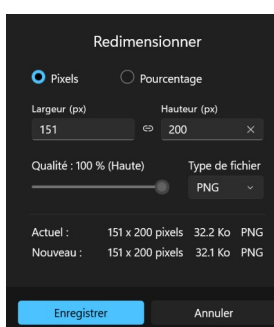 Redimensionner
Pixels Pourcentage
Largeur (px) Hauteur (px)
151 200
Qualité : 100 % (Haute) Type de fichier
PNG
Actuel : 151 x 200 pixels 32.2 Ko PNG
Nouveau : 151 x 200 pixels 32.1 Ko PNG
Enregistrer Annuler